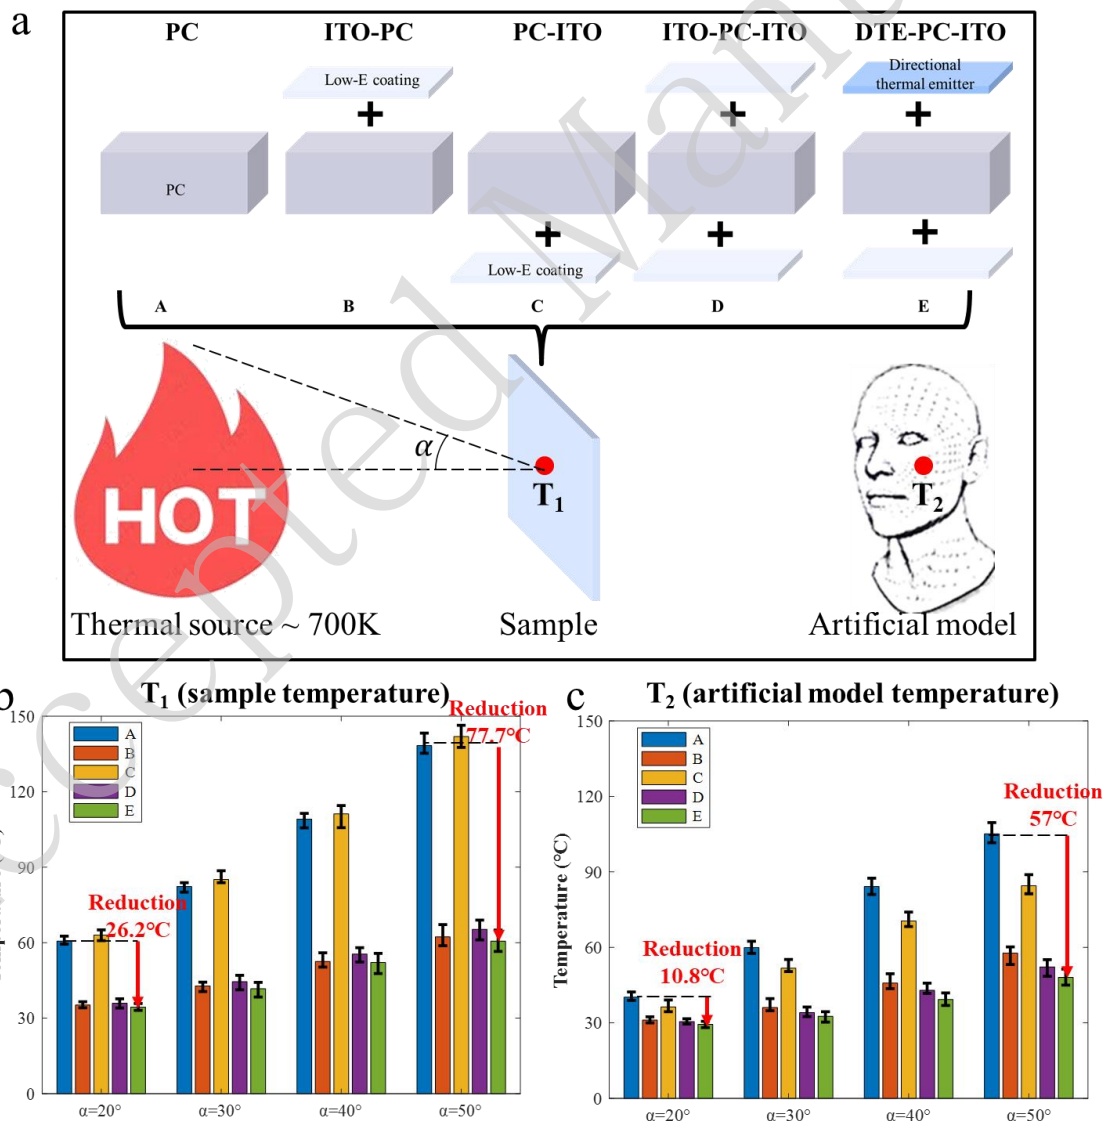 a
PC
ITO-PC
PC-ITO
ITO-PC-ITO
DTE-PC-ITO
Low-E coating
Directional
thermal emitter
+
+
+
PC
+
+
+
Low-E coating
A
B
C
D
E
α
HOT
T1
T2
Thermal source ~ 700K
Sample
Artificial model
b
T1 (sample temperature)
150
120
90
60
30
0
A
B
C
D
E
Reduction
26.2°C
Reduction
77.7°C
α=20°
α=30°
α=40°
α=50°
c
T2 (artificial model temperature)
Temperature (°C)
150
120
90
60
30
0
A
B
C
D
E
Reduction
10.8°C
Reduction
57°C
α=20°
α=30°
α=40°
α=50°